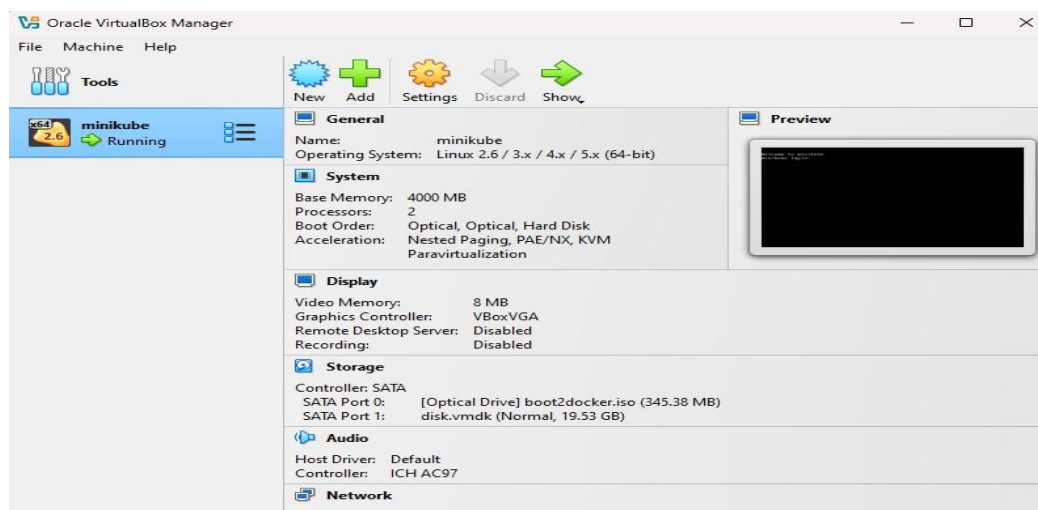 Oracle VirtualBox Manager
File Machine Help
Tools
New Add Settings Discard Show
x64
2.6
minikube
Running
General
Name: minikube
Operating System: Linux 2.6 / 3.x / 4.x / 5.x (64-bit)
System
Base Memory: 4000 MB
Processors: 2
Boot Order: Optical, Optical, Hard Disk
Acceleration: Nested Paging, PAE/NX, KVM
Paravirtualization
Preview
Welcome to minikube
minikube login:
Display
Video Memory: 8 MB
Graphics Controller: VBoxVGA
Remote Desktop Server: Disabled
Recording: Disabled
Storage
Controller: SATA
SATA Port 0: [Optical Drive] boot2docker.iso (345.38 MB)
SATA Port 1: disk.vmdk (Normal, 19.53 GB)
Audio
Host Driver: Default
Controller: ICH AC97
Network